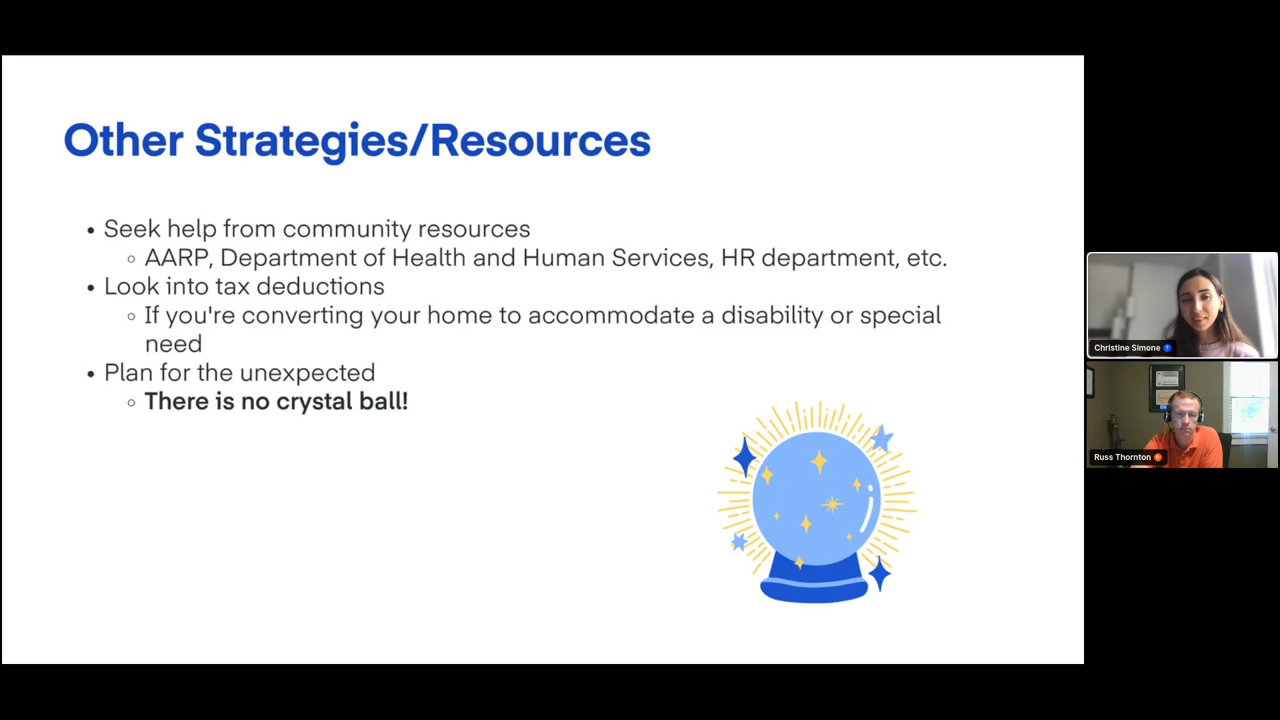 Other Strategies/Resources
• Seek help from community resources
◦ AARP, Department of Health and Human Services, HR department, etc.
• Look into tax deductions
◦ If you're converting your home to accommodate a disability or special
need
• Plan for the unexpected
◦ There is no crystal ball!
Christine Simone
Russ Thornton